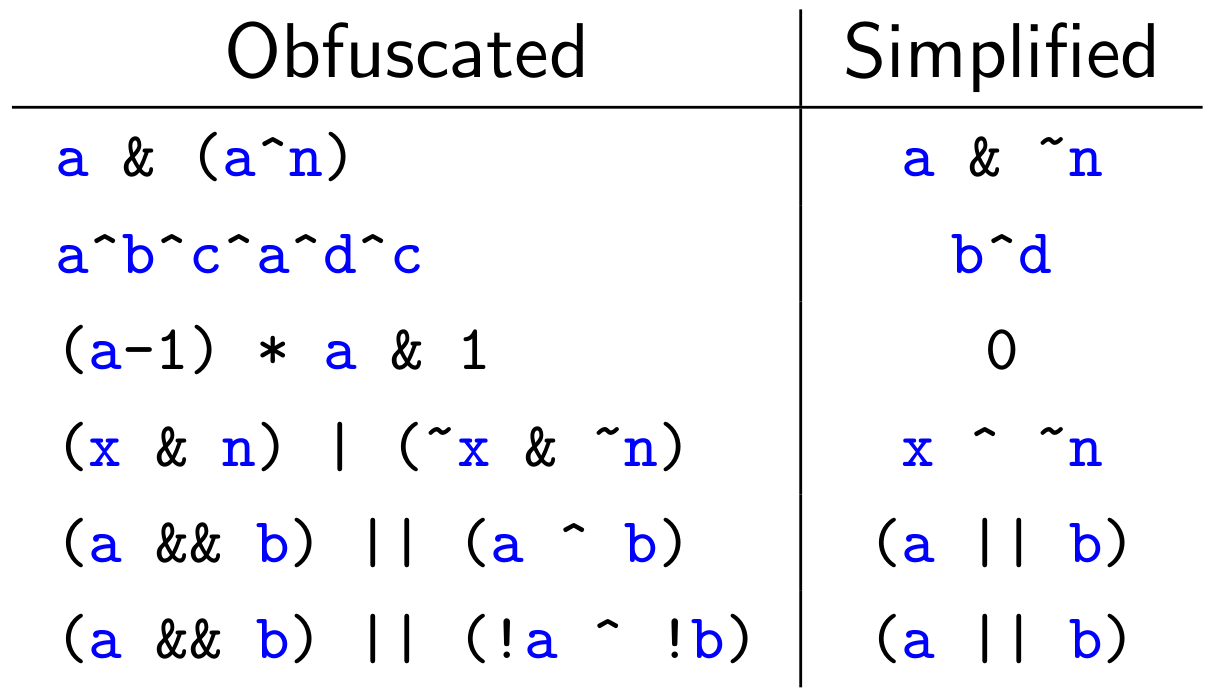 Obfuscated Simplified
a & (a^n) a & ~n
a^b^c^a^d^c b^d
(a-1) * a & 1 0
(x & n) | (~x & ~n) x ^ ~n
(a && b) || (a ^ b) (a || b)
(a && b) || (!a ^ !b) (a || b)